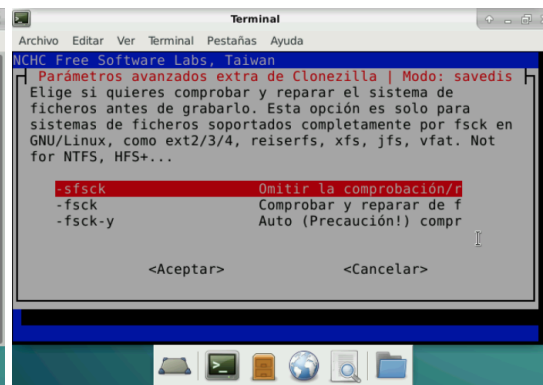 Terminal
Archivo Editar Ver Terminal Pestañas Ayuda
NCHC Free Software Labs, Taiwan
Parámetros avanzados extra de Clonezilla | Modo: savedis
Elige si quieres comprobar y reparar el sistema de
ficheros antes de grabarlo. Esta opción es solo para
sistemas de ficheros soportados completamente por fsck en
GNU/Linux, como ext2/3/4, reiserfs, xfs, jfs, vfat. Not
for NTFS, HFS+...
-sfsck Omitir la comprobación/r
-fsck Comprobar y reparar de f
-fsck-y Auto (Precaución!) compr
<Aceptar> <Cancelar>